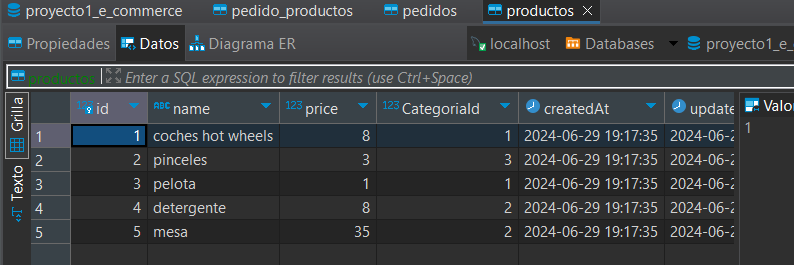 proyecto1_e_commerce pedido_productos pedidos productos
Propiedades Datos Diagrama ER localhost Databases proyecto1_e
productos Enter a SQL expression to filter results (use Ctrl+Space)
Grilla
Texto
123 id ABC name 123 price 123 CategoriaId createdAt update Valor
1 1 coches hot wheels 8 1 2024-06-29 19:17:35 2024-06-2 1
2 2 pinceles 3 3 2024-06-29 19:17:35 2024-06-2
3 3 pelota 1 1 2024-06-29 19:17:35 2024-06-2
4 4 detergente 8 2 2024-06-29 19:17:35 2024-06-2
5 5 mesa 35 2 2024-06-29 19:17:35 2024-06-2